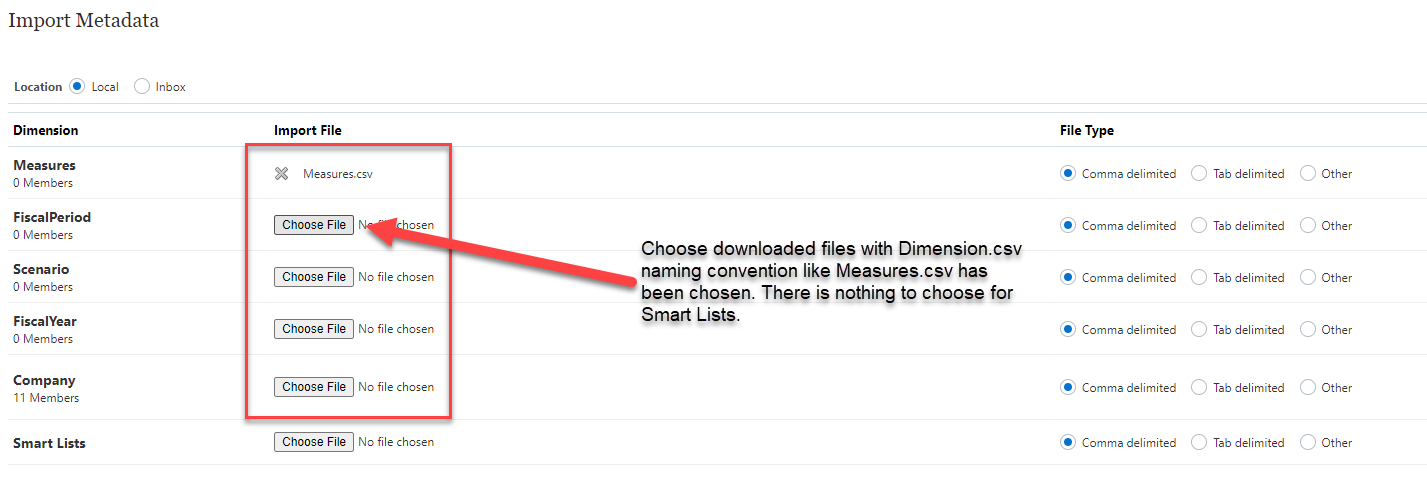 Import Metadata
Location Local Inbox
Dimension Import File File Type
Measures
0 Members
Measures.csv
Comma delimited Tab delimited Other
FiscalPeriod
0 Members
Choose File No file chosen
Comma delimited Tab delimited Other
Scenario
0 Members
Choose File No file chosen
Comma delimited Tab delimited Other
FiscalYear
0 Members
Choose File No file chosen
Comma delimited Tab delimited Other
Company
11 Members
Choose File No file chosen
Comma delimited Tab delimited Other
Smart Lists
Choose File No file chosen
Comma delimited Tab delimited Other
Choose downloaded files with Dimension.csv
naming convention like Measures.csv has
been chosen. There is nothing to choose for
Smart Lists.